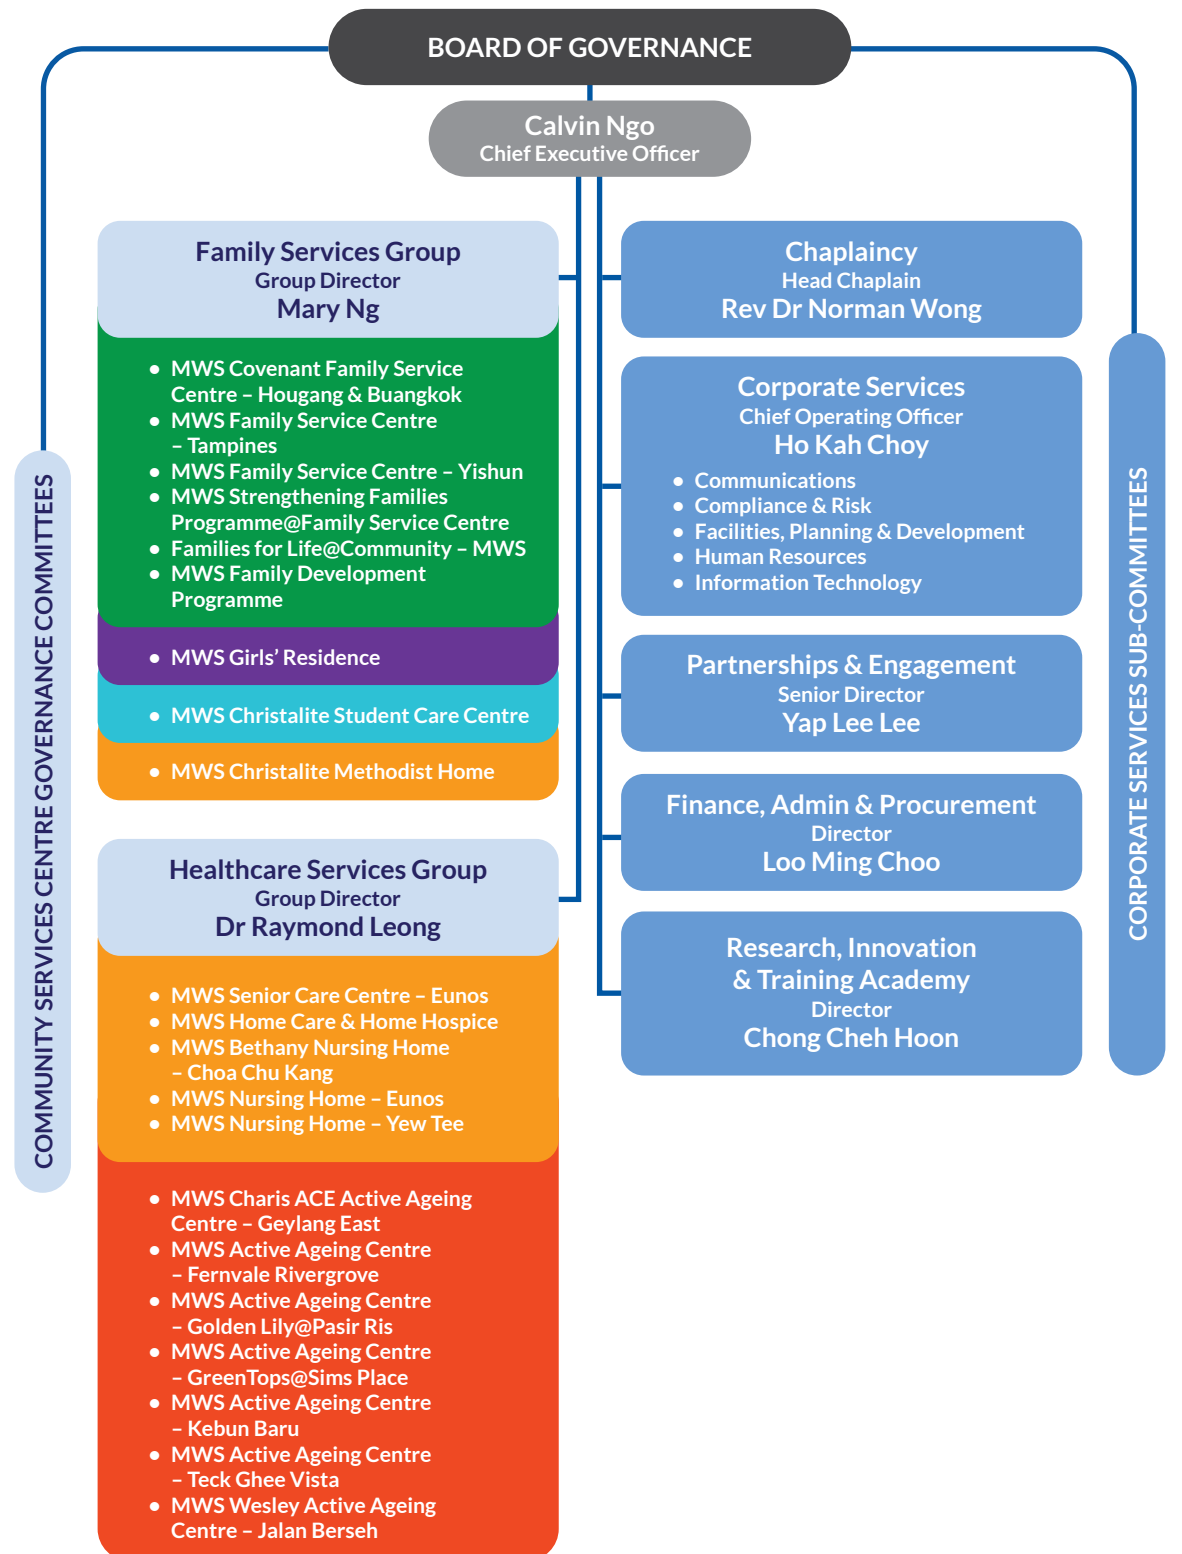 BOARD OF GOVERNANCE
Calvin Ngo
Chief Executive Officer
COMMUNITY SERVICES CENTRE GOVERNANCE COMMITTEES
Family Services Group
Group Director
Mary Ng
• MWS Covenant Family Service
Centre – Hougang & Buangkok
• MWS Family Service Centre
– Tampines
• MWS Family Service Centre – Yishun
• MWS Strengthening Families
Programme@Family Service Centre
• Families for Life@Community – MWS
• MWS Family Development
Programme
• MWS Girls’ Residence
• MWS Christalite Student Care Centre
• MWS Christalite Methodist Home
Healthcare Services Group
Group Director
Dr Raymond Leong
• MWS Senior Care Centre – Eunos
• MWS Home Care & Home Hospice
• MWS Bethany Nursing Home
– Choa Chu Kang
• MWS Nursing Home – Eunos
• MWS Nursing Home – Yew Tee
• MWS Charis ACE Active Ageing
Centre – Geylang East
• MWS Active Ageing Centre
– Fernvale Rivergrove
• MWS Active Ageing Centre
– Golden Lily@Pasir Ris
• MWS Active Ageing Centre
– GreenTops@Sims Place
• MWS Active Ageing Centre
– Kebun Baru
• MWS Active Ageing Centre
– Teck Ghee Vista
• MWS Wesley Active Ageing
Centre – Jalan Berseh
Chaplaincy
Head Chaplain
Rev Dr Norman Wong
Corporate Services
Chief Operating Officer
Ho Kah Choy
• Communications
• Compliance & Risk
• Facilities, Planning & Development
• Human Resources
• Information Technology
Partnerships & Engagement
Senior Director
Yap Lee Lee
Finance, Admin & Procurement
Director
Loo Ming Choo
Research, Innovation
& Training Academy
Director
Chong Cheh Hoon
CORPORATE SERVICES SUB-COMMITTEES